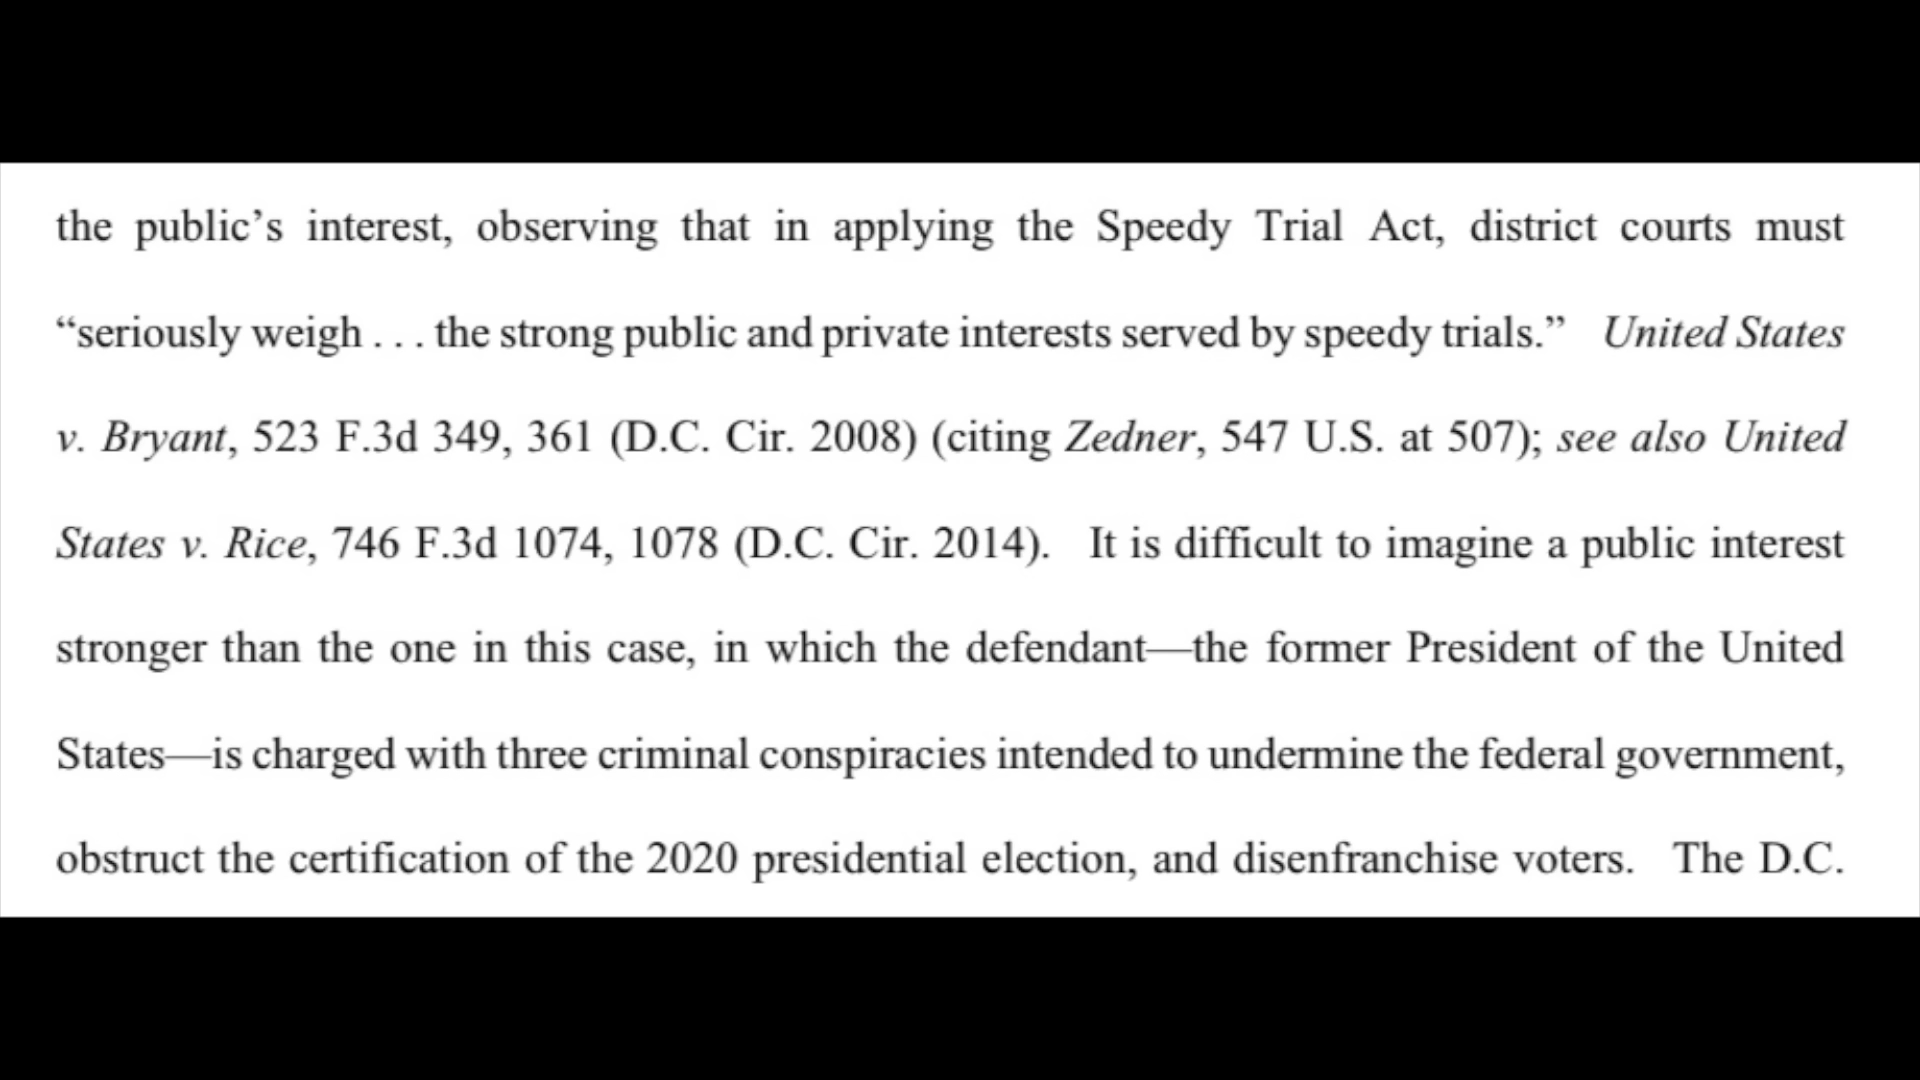 the public’s interest, observing that in applying the Speedy Trial Act, district courts must
“seriously weigh . . . the strong public and private interests served by speedy trials.” United States
v. Bryant, 523 F.3d 349, 361 (D.C. Cir. 2008) (citing Zedner, 547 U.S. at 507); see also United
States v. Rice, 746 F.3d 1074, 1078 (D.C. Cir. 2014). It is difficult to imagine a public interest
stronger than the one in this case, in which the defendant—the former President of the United
States—is charged with three criminal conspiracies intended to undermine the federal government,
obstruct the certification of the 2020 presidential election, and disenfranchise voters. The D.C.